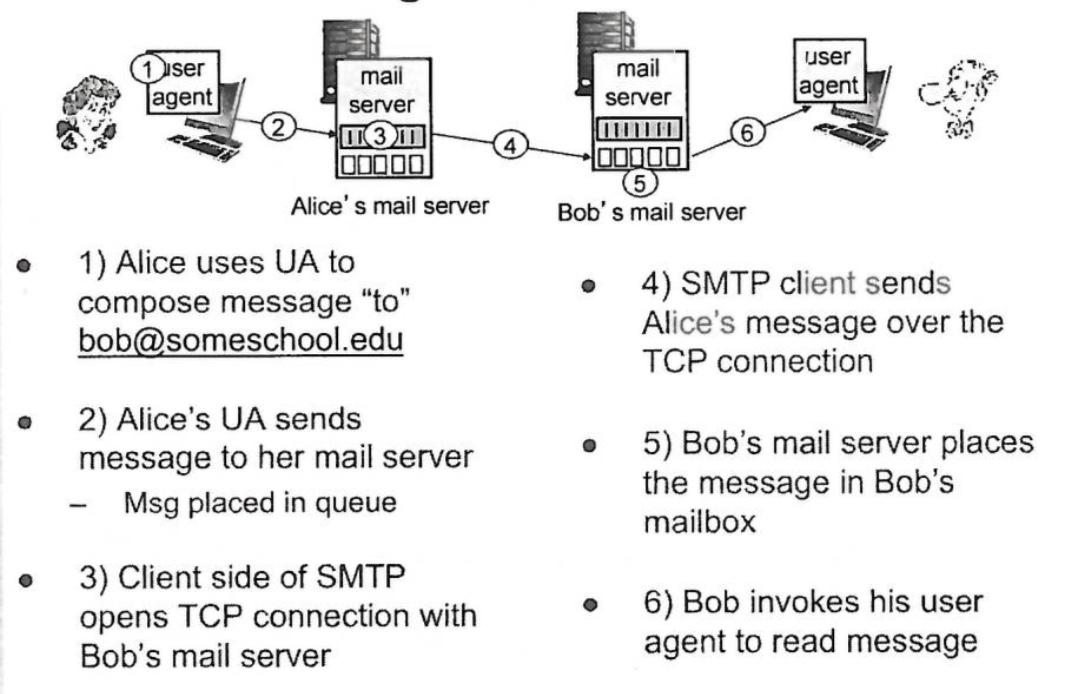 1 user
agent
2
mail
server
3
4
mail
server
5
6
user
agent
Alice's mail server
Bob's mail server
• 1) Alice uses UA to
compose message “to”
bob@someschool.edu
• 2) Alice's UA sends
message to her mail server
– Msg placed in queue
• 3) Client side of SMTP
opens TCP connection with
Bob's mail server
• 4) SMTP client sends
Alice's message over the
TCP connection
• 5) Bob's mail server places
the message in Bob's
mailbox
• 6) Bob invokes his user
agent to read message